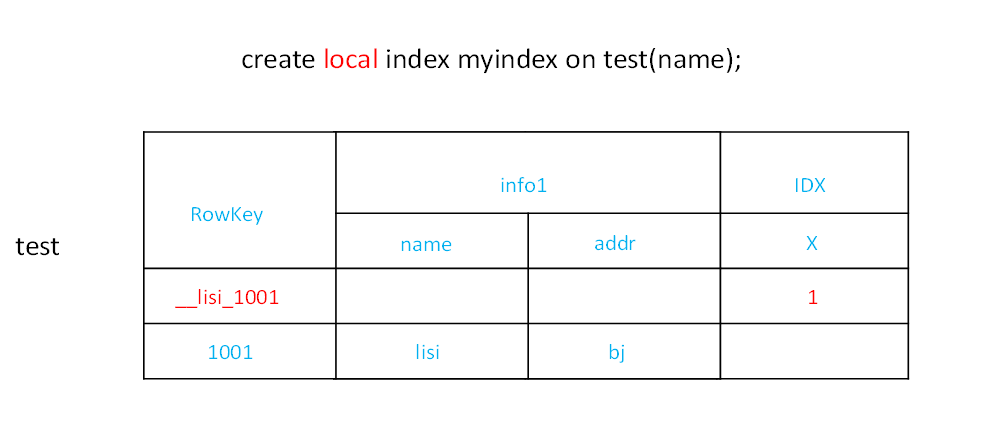 create local index myindex on test(name);
info1 IDX
RowKey
name addr X
test
__lisi_1001 1
1001 lisi bj